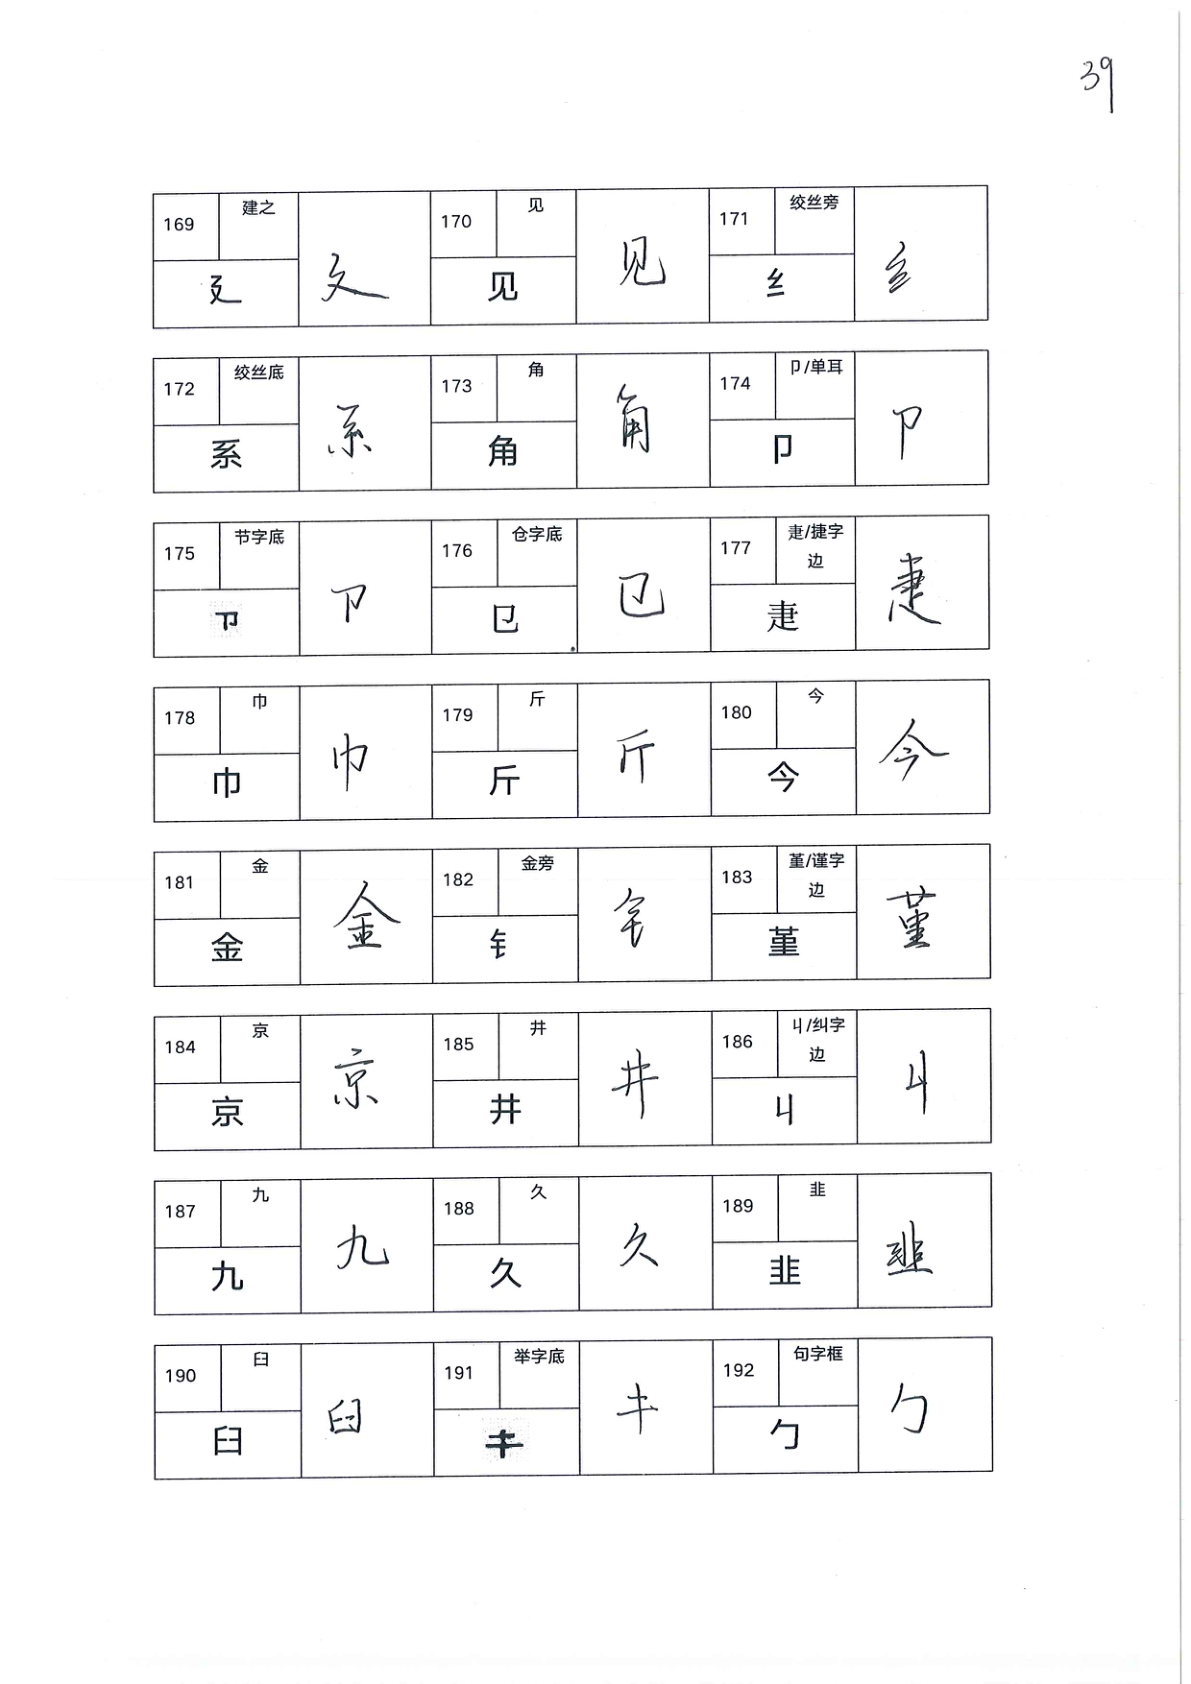 39
169 建之 廴 廴 170 见 见 见 171 绞丝旁 纟 纟
172 绞丝底 系 系 173 角 角 角 174 卩/单耳 卩 卩
175 节字底 卩 卩 176 仓字底 㔾 㔾 177 疌/捷字边 疌 疌
178 巾 巾 巾 179 斤 斤 斤 180 今 今 今
181 金 金 金 182 金旁 钅 钅 183 堇/谨字边 堇 堇
184 京 京 京 185 井 井 井 186 丩/纠字边 丩 丩
187 九 九 九 188 久 久 久 189 韭 韭 韭
190 臼 臼 臼 191 举字底 192 句字框 勹 勹